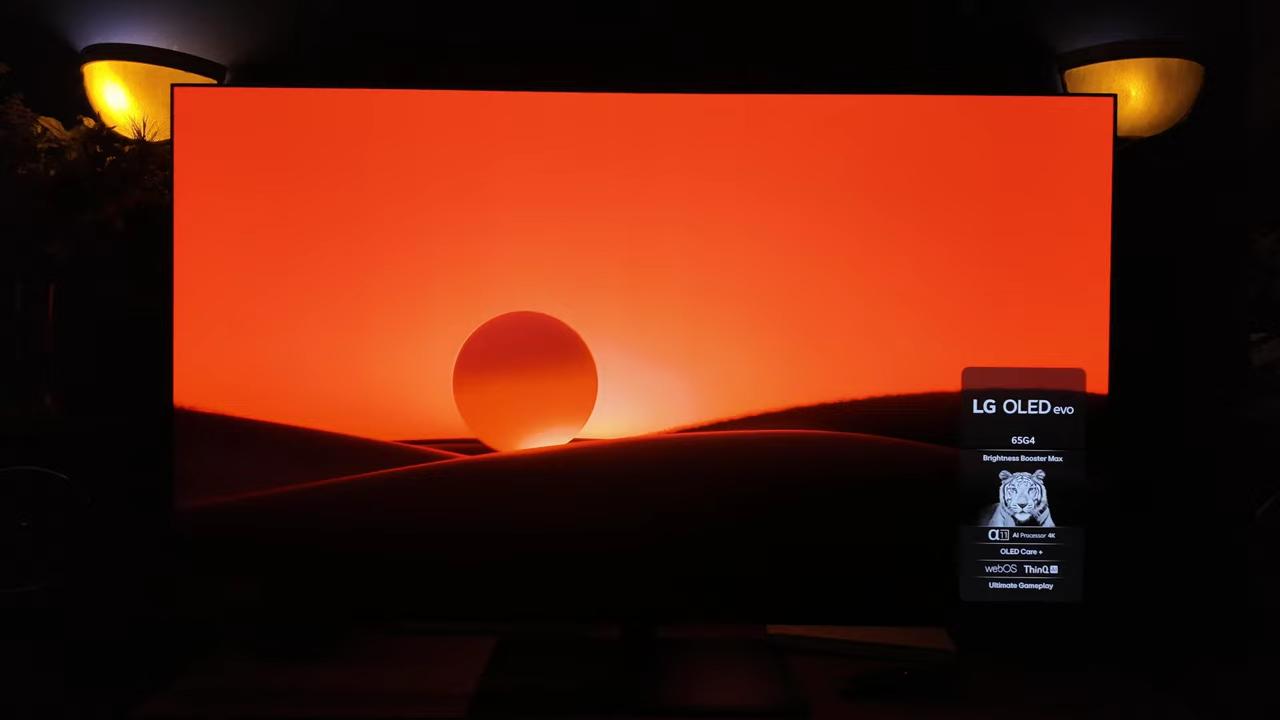 LG OLED evo
65G4
Brightness Booster Max
α11 AI Processor 4K
OLED Care +
webOS ThinQ AI
Ultimate Gameplay